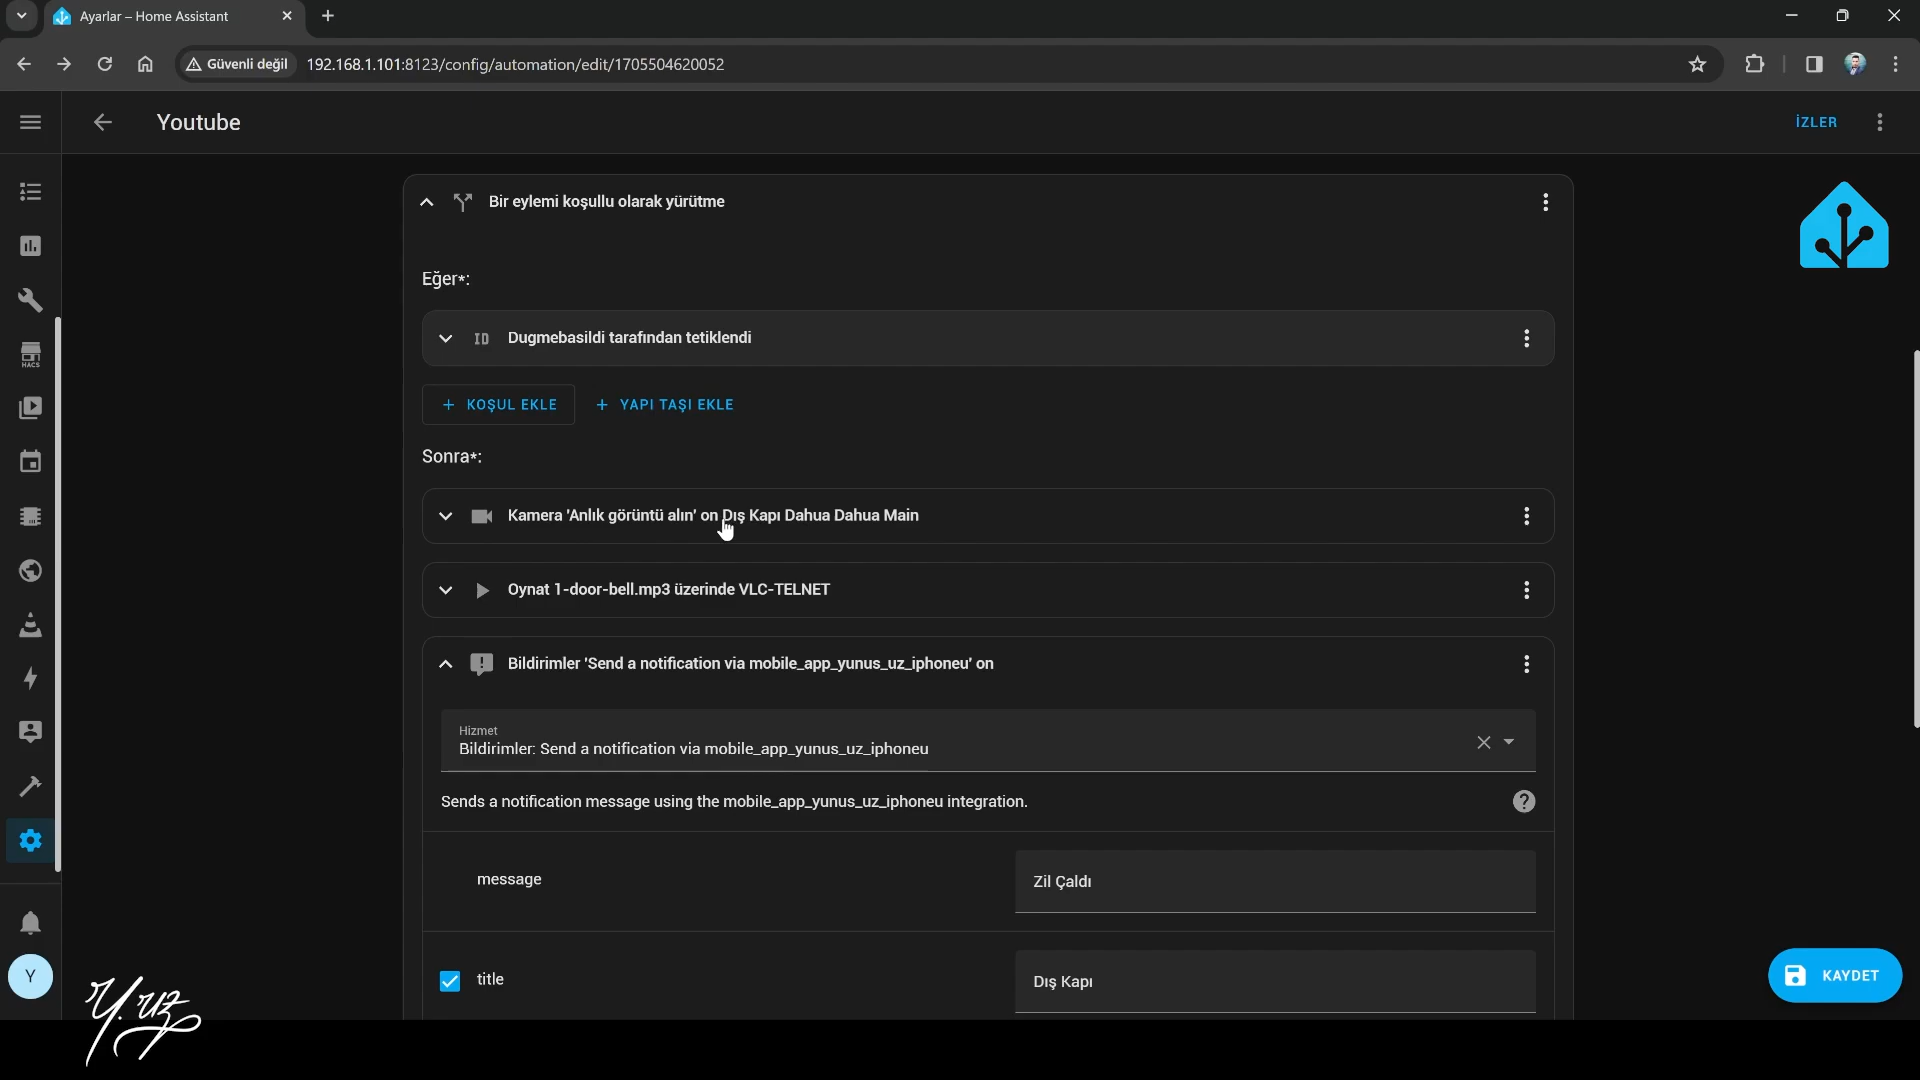 Ayarlar – Home Assistant
Güvenli değil
192.168.1.101:8123/config/automation/edit/1705504620052
Youtube
İZLER
Bir eylemi koşullu olarak yürütme
Eğer*:
ID
Dugmebasildi tarafından tetiklendi
+ KOŞUL EKLE
+ YAPI TAŞI EKLE
Sonra*:
Kamera 'Anlık görüntü alın' on Dış Kapı Dahua Dahua Main
Oynat 1-door-bell.mp3 üzerinde VLC-TELNET
Bildirimler 'Send a notification via mobile_app_yunus_uz_iphoneu' on
Hizmet
Bildirimler: Send a notification via mobile_app_yunus_uz_iphoneu
Sends a notification message using the mobile_app_yunus_uz_iphoneu integration.
message
Zil Çaldı
title
Dış Kapı
KAYDET
HACS
Y
Y.uz